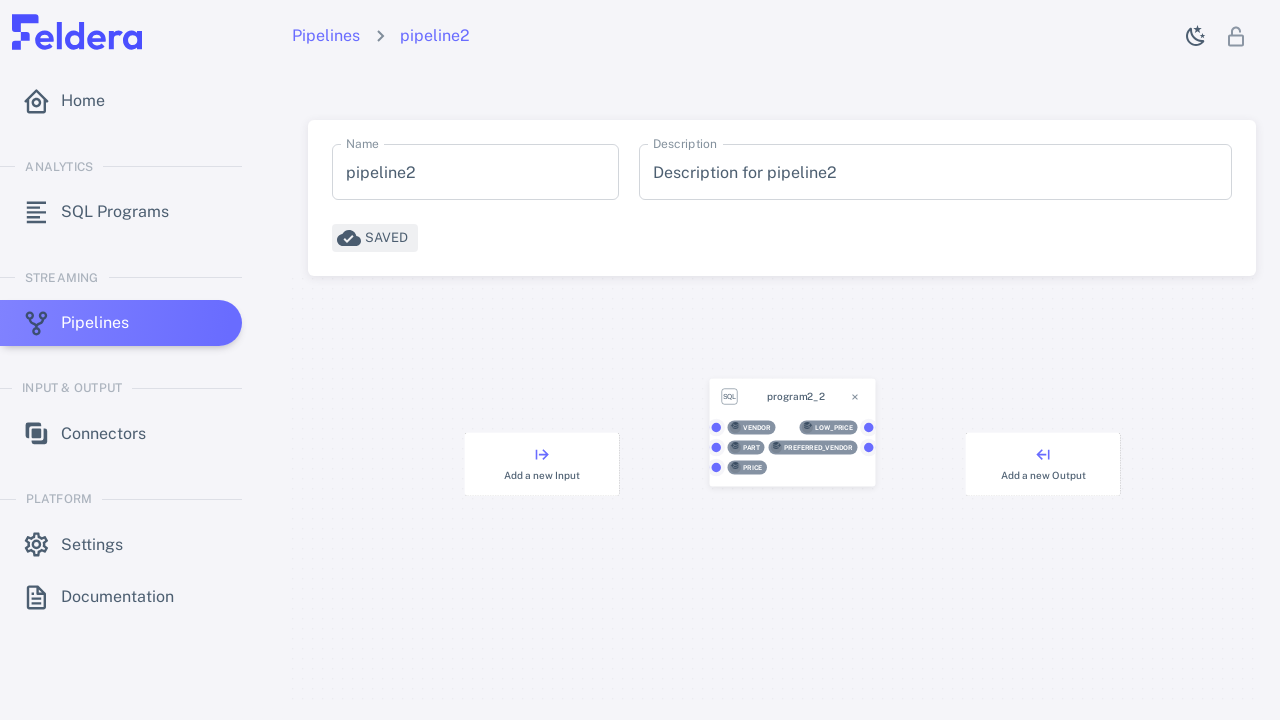 Feldera
Pipelines > pipeline2
Home
ANALYTICS
SQL Programs
STREAMING
Pipelines
INPUT & OUTPUT
Connectors
PLATFORM
Settings
Documentation
Name
pipeline2
Description
Description for pipeline2
SAVED
SQL program2_2 ×
VENDOR LOW_PRICE
PART PREFERRED_VENDOR
PRICE
Add a new Input
Add a new Output